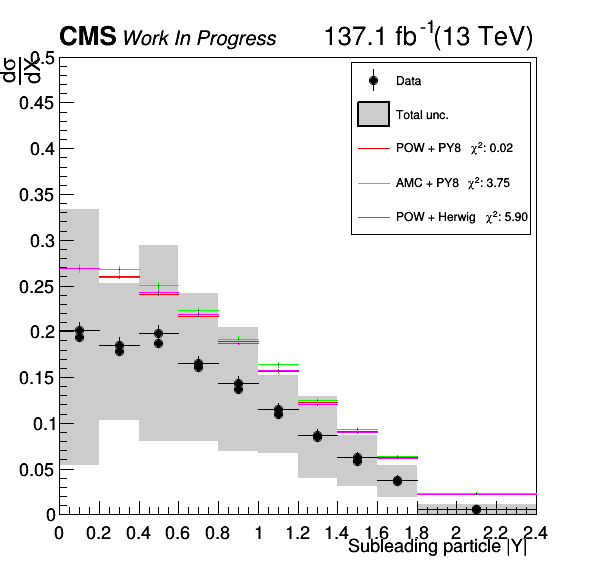 CMS Work In Progress 137.1 fb⁻¹(13 TeV)
dσ
dX
0.5
0.45
0.4
0.35
0.3
0.25
0.2
0.15
0.1
0.05
0
Data
Total unc.
POW + PY8 χ²: 0.02
AMC + PY8 χ²: 3.75
POW + Herwig χ²: 5.90
0 0.2 0.4 0.6 0.8 1 1.2 1.4 1.6 1.8 2 2.2 2.4
Subleading particle |Y|